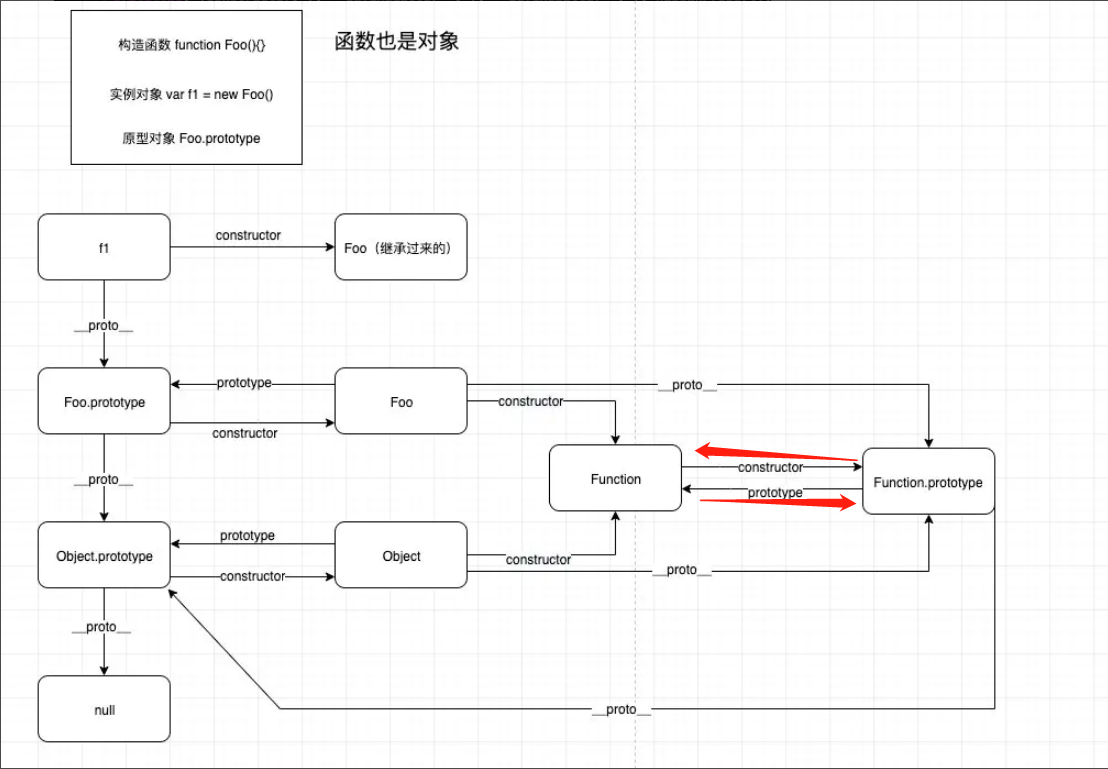 构造函数 function Foo(){}
函数也是对象
实例对象 var f1 = new Foo()
原型对象 Foo.prototype
f1
constructor
Foo（继承过来的）
__proto__
Foo.prototype
prototype
constructor
Foo
__proto__
constructor
Function
constructor
prototype
Function.prototype
__proto__
Object.prototype
prototype
constructor
Object
constructor
__proto__
__proto__
null
__proto__